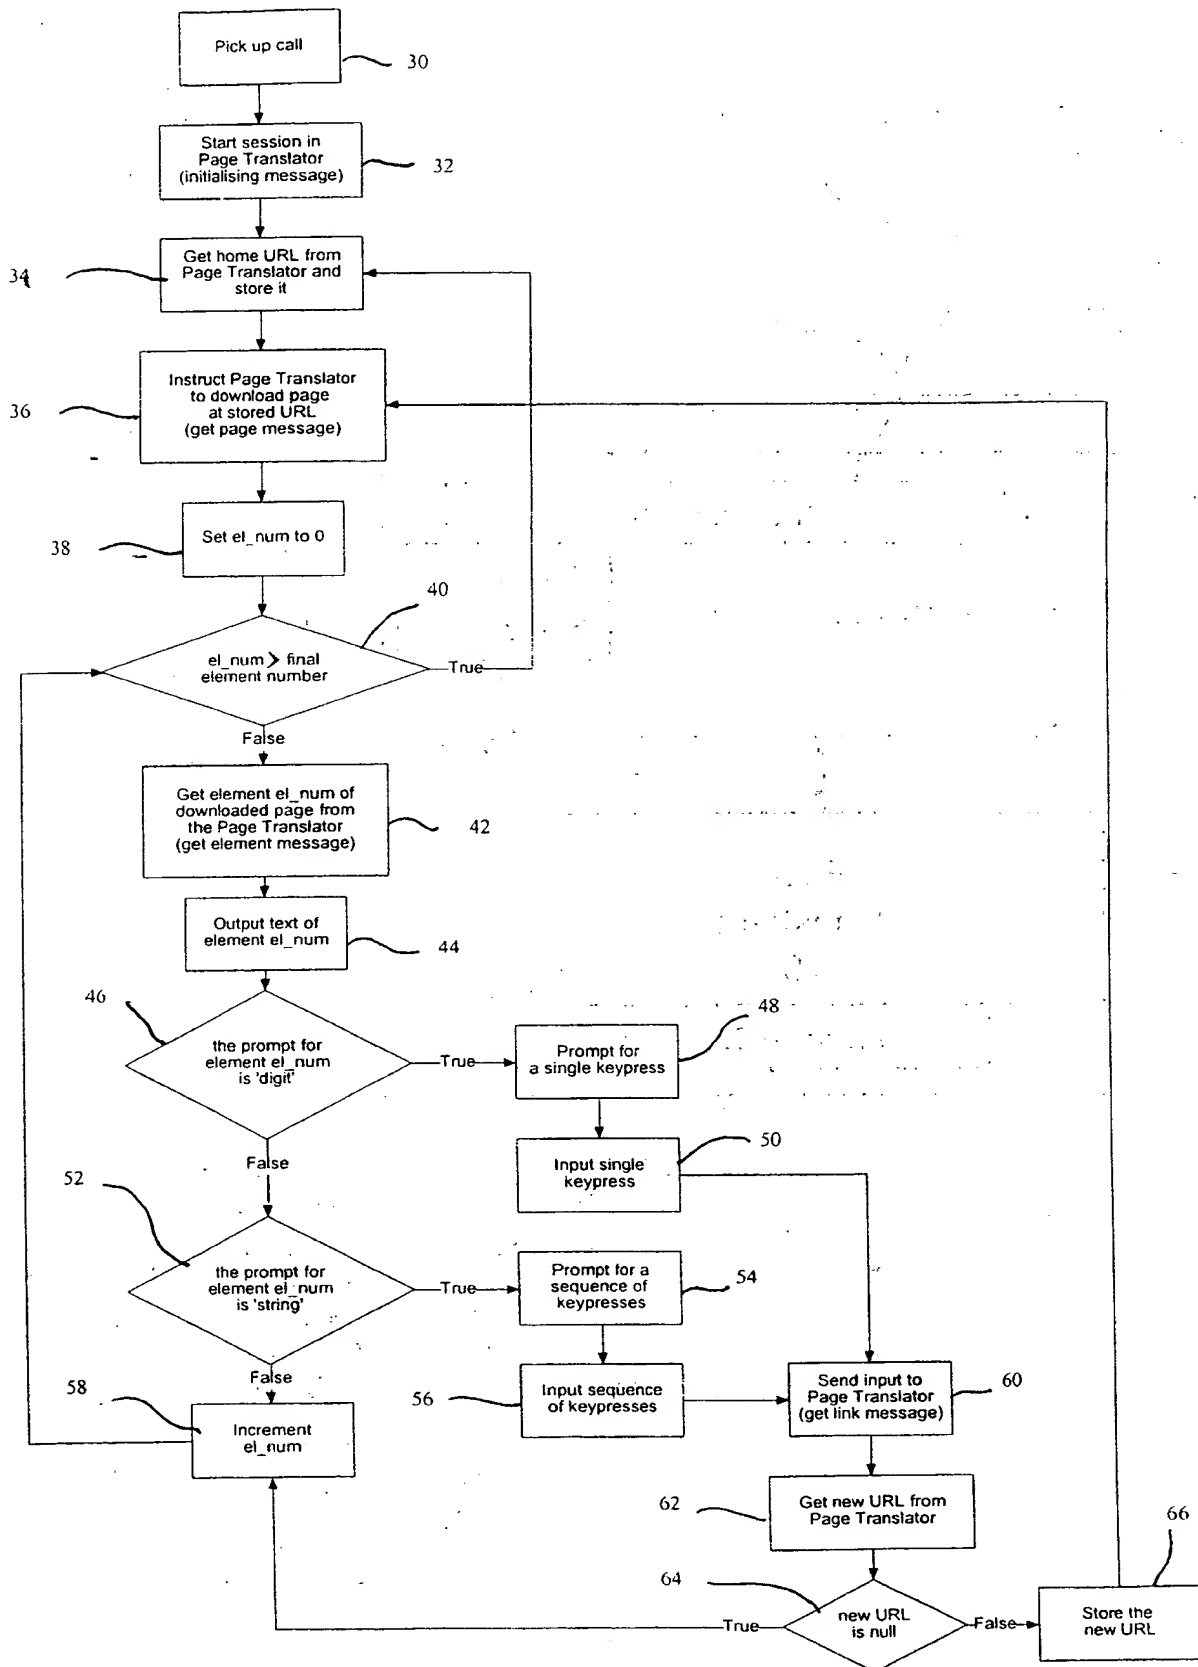 Pick up call
30
Start session in
Page Translator
(initialising message)
32
Get home URL from
Page Translator and
store it
34
Instruct Page Translator
to download page
at stored URL
(get page message)
36
Set el_num to 0
38
40
el_num > final
element number
True
False
Get element el_num of
downloaded page from
the Page Translator
(get element message)
42
Output text of
element el_num
44
46
the prompt for
element el_num
is 'digit'
True
48
Prompt for
a single keypress
False
50
Input single
keypress
52
the prompt for
element el_num
is 'string'
True
Prompt for a
sequence of
keypresses
54
False
58
Increment
el_num
56
Input sequence
of keypresses
Send input to
Page Translator
(get link message)
60
62
Get new URL from
Page Translator
64
new URL
is null
True
False
66
Store the
new URL